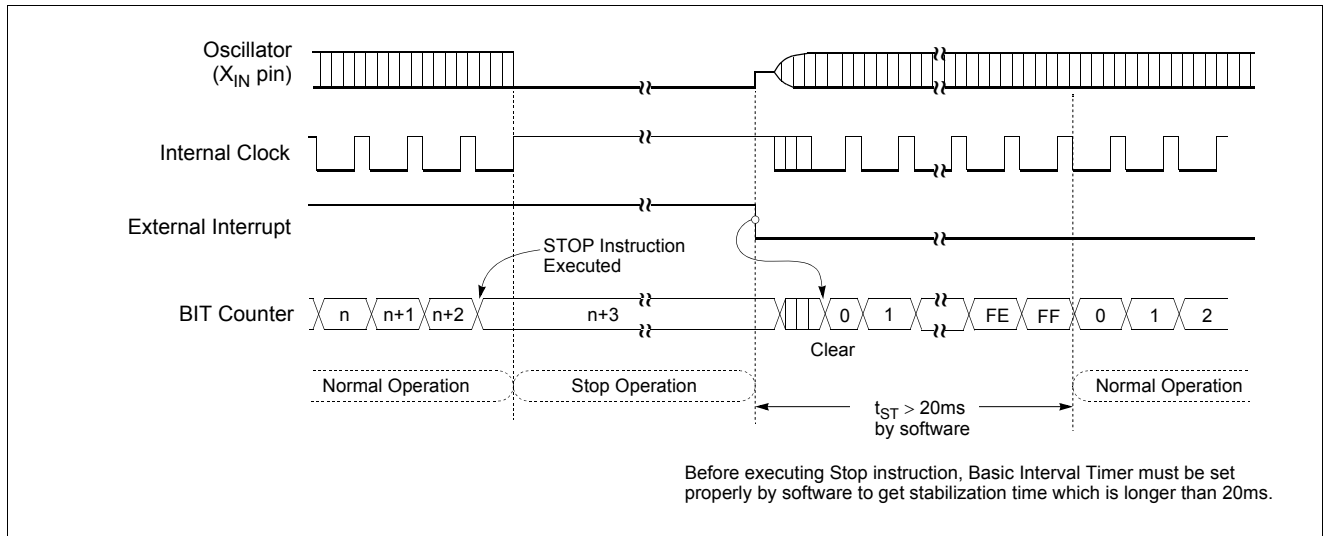 Oscillator
(XIN pin)
Internal Clock
External Interrupt
STOP Instruction
Executed
BIT Counter
n
n+1
n+2
n+3
0
1
FE
FF
0
1
2
Clear
Normal Operation
Stop Operation
Normal Operation
tST > 20ms
by software
Before executing Stop instruction, Basic Interval Timer must be set
properly by software to get stabilization time which is longer than 20ms.